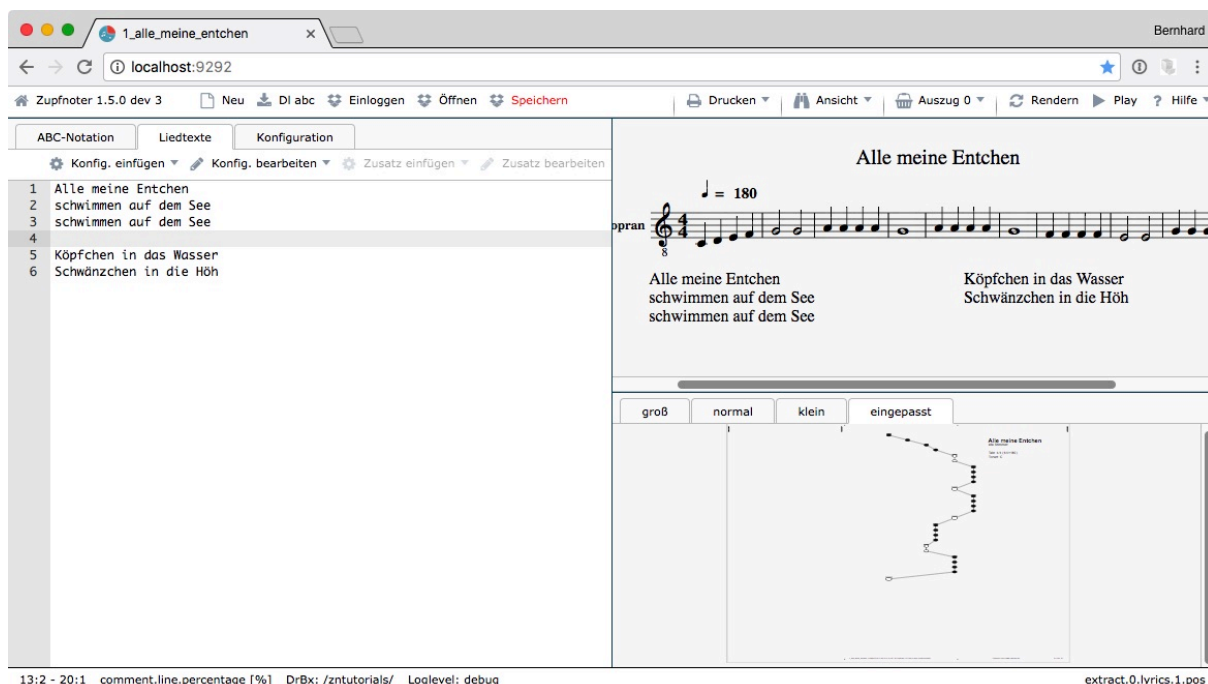 1_alle_meine_entchen
Bernhard
localhost:9292
Zupfnoter 1.5.0 dev 3 Neu Dl abc Einloggen Öffnen Speichern Drucken Ansicht Auszug 0 Rendern Play ? Hilfe
ABC-Notation Liedtexte Konfiguration
Konfig. einfügen Konfig. bearbeiten Zusatz einfügen Zusatz bearbeiten
1 Alle meine Entchen
2 schwimmen auf dem See
3 schwimmen auf dem See
4
5 Köpfchen in das Wasser
6 Schwänzchen in die Höh
Alle meine Entchen
= 180
opran
4
4
8
Alle meine Entchen
schwimmen auf dem See
schwimmen auf dem See
Köpfchen in das Wasser
Schwänzchen in die Höh
groß normal klein eingepasst
Alle meine Entchen
13:2 - 20:1 comment.line.percentage [%] DrBx: /zntutorials/ Loglevel: debug
extract.0.lyrics.1.pos